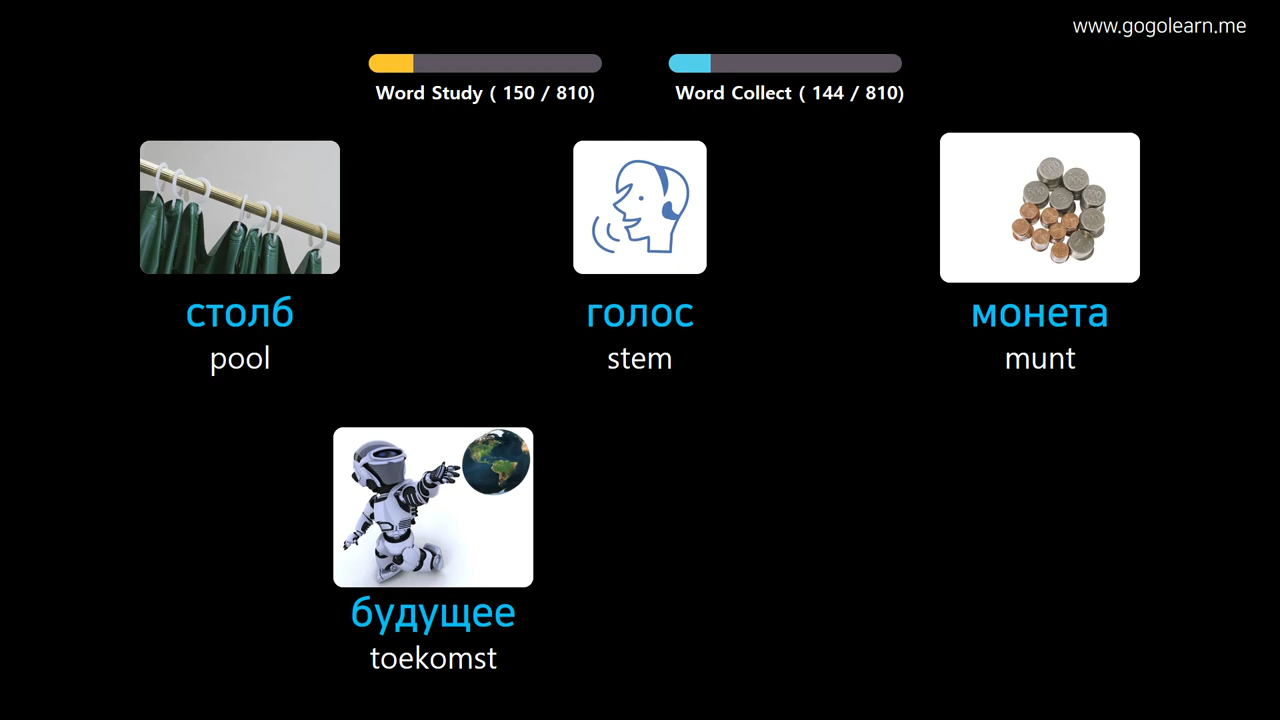 www.gogolearn.me
Word Study ( 150 / 810)
Word Collect ( 144 / 810)
столб
pool
голос
stem
монета
munt
будущее
toekomst